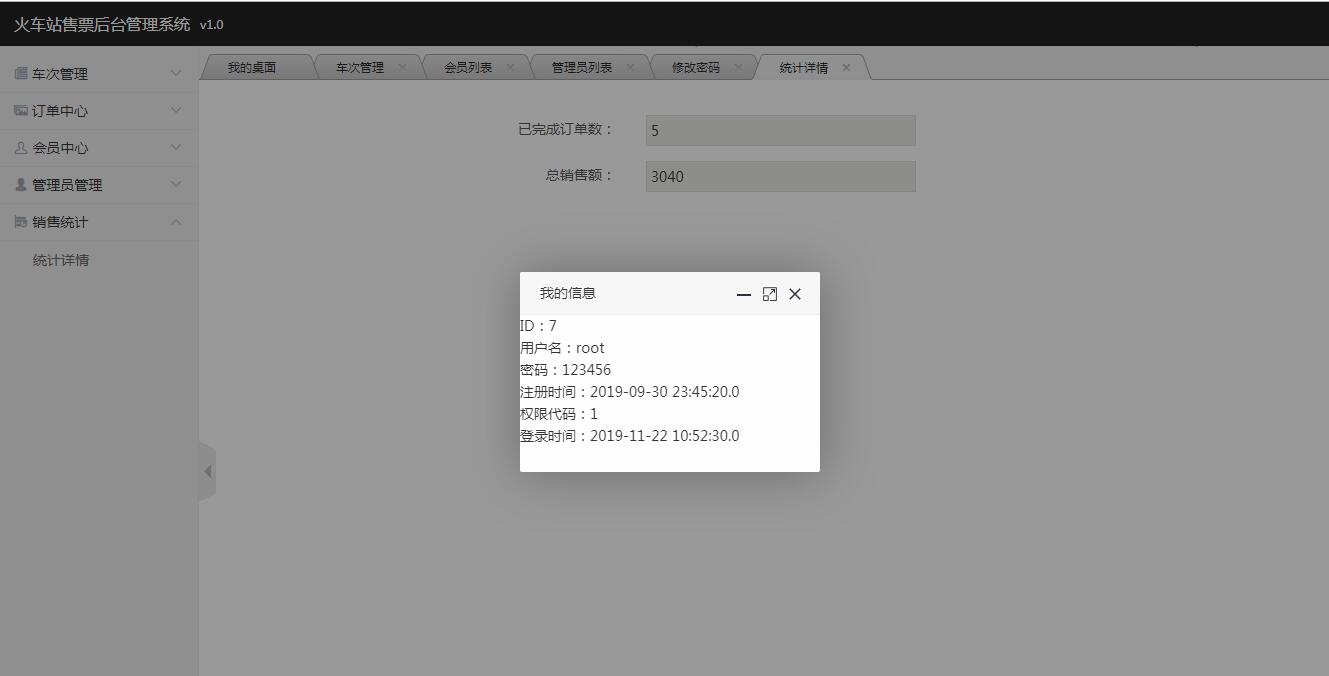 火车站售票后台管理系统 v1.0
车次管理
订单中心
会员中心
管理员管理
销售统计
统计详情
我的桌面 车次管理 会员列表 管理员列表 修改密码 统计详情
已完成订单数： 5
总销售额： 3040
我的信息
ID：7
用户名：root
密码：123456
注册时间：2019-09-30 23:45:20.0
权限代码：1
登录时间：2019-11-22 10:52:30.0